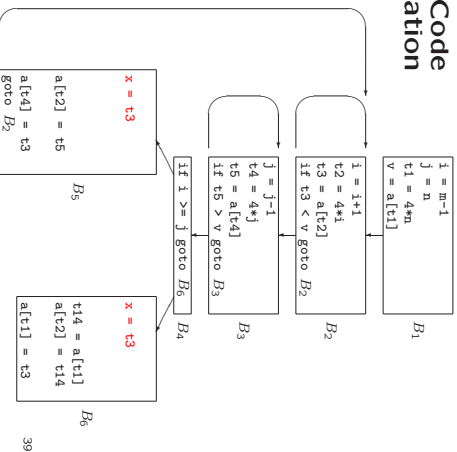 Code
ation
i = m-1
j = n
t1 = 4*n
v = a[t1]
B1
i = i+1
t2 = 4*i
t3 = a[t2]
if t3 < v goto B2
B2
j = j-1
t4 = 4*j
t5 = a[t4]
if t5 > v goto B3
B3
if i >= j goto B6
B4
x = t3
a[t2] = t5
a[t4] = t3
goto B2
B5
x = t3
t14 = a[t1]
a[t2] = t14
a[t1] = t3
B6
39